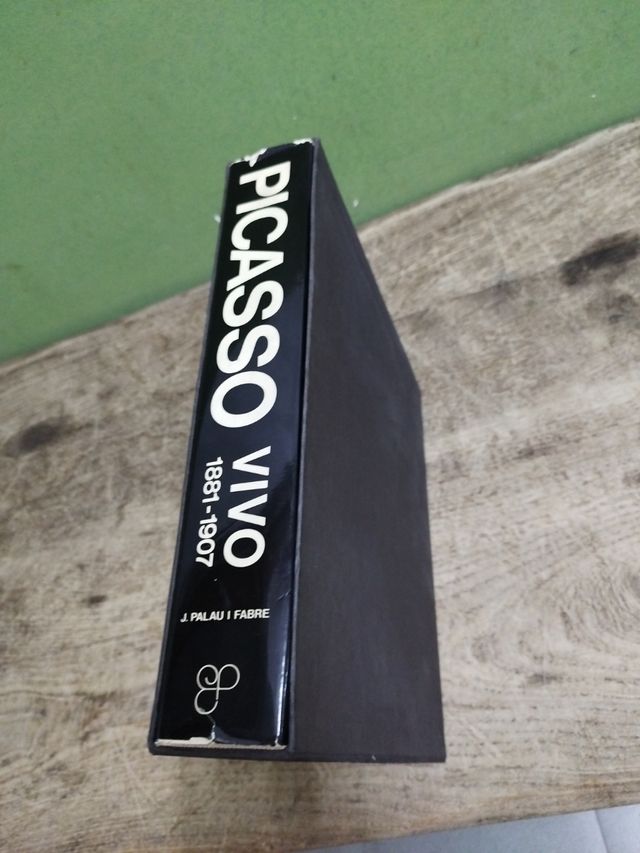 PICASSO VIVO
1881-1907
J. PALAU I FABRE